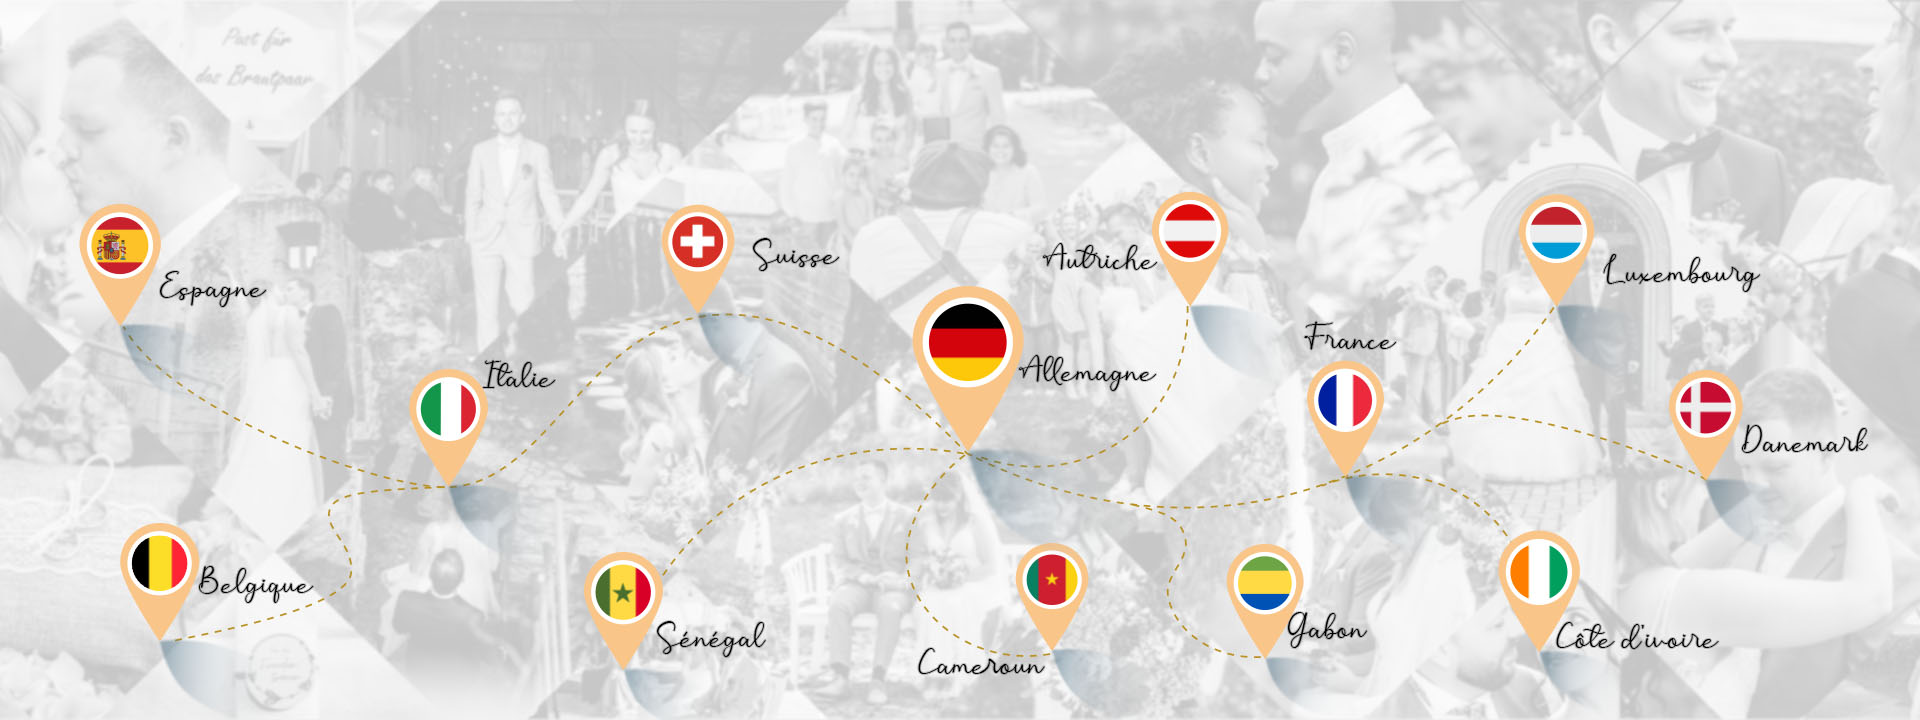 Post für
das Brautpaar
Espagne
Suisse
Autriche
Luxembourg
France
Italie
Allemagne
Danemark
Belgique
Sénégal
Cameroun
Gabon
Côte d'ivoire